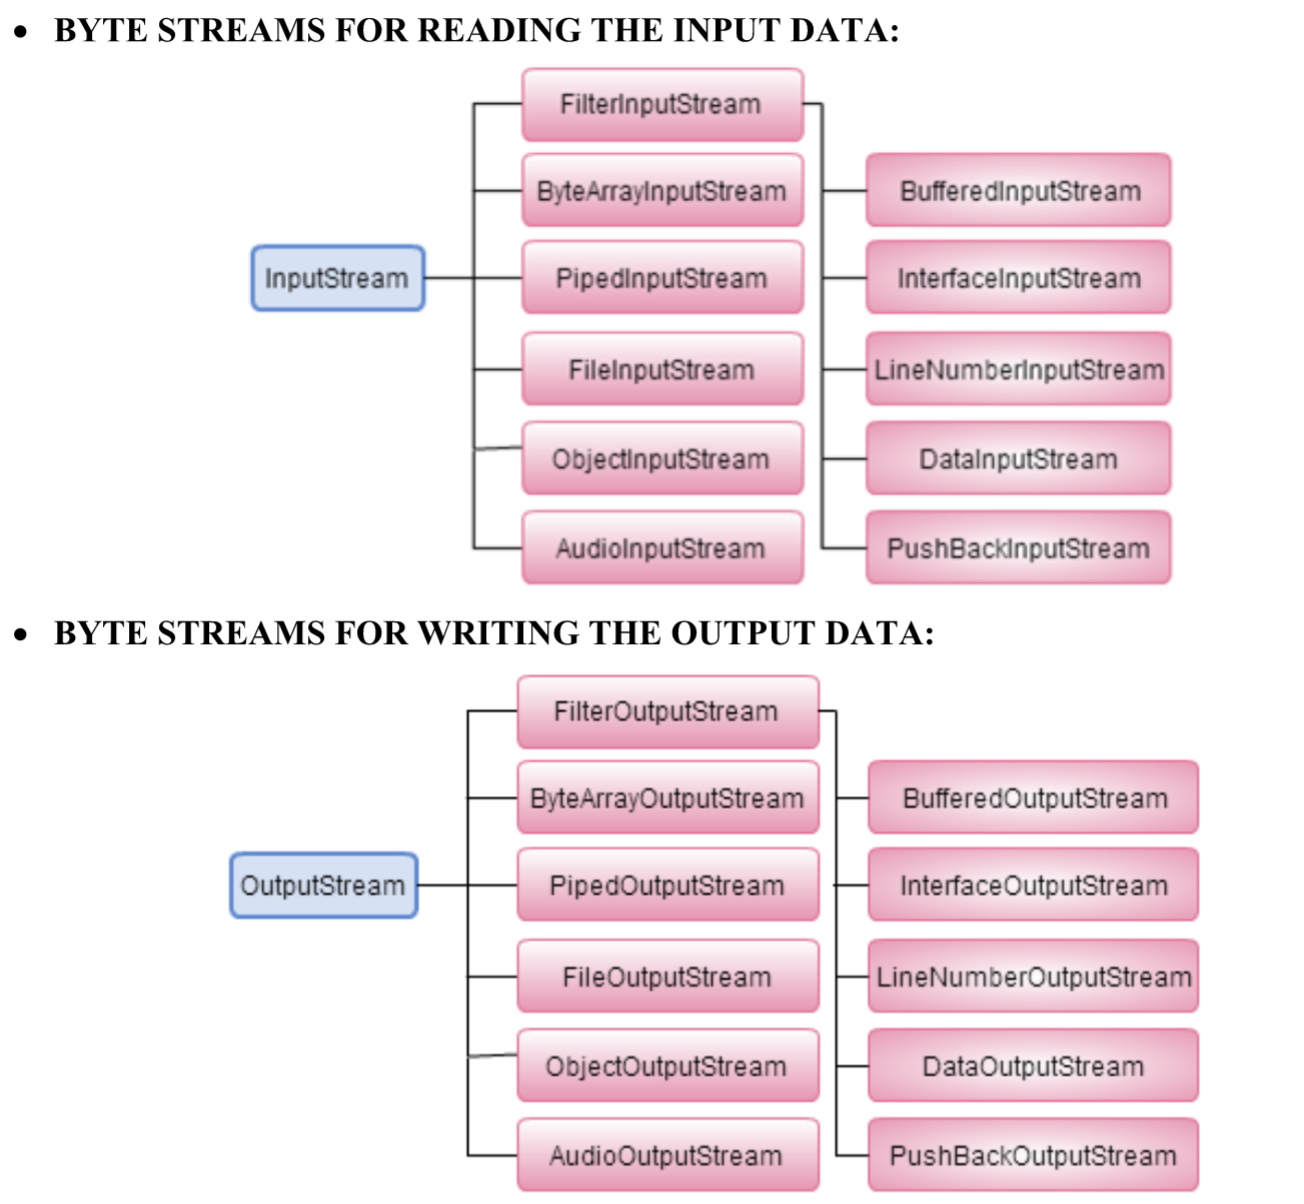 • BYTE STREAMS FOR READING THE INPUT DATA:
FilterInputStream
ByteArrayInputStream
BufferedInputStream
InputStream
PipedInputStream
InterfaceInputStream
FileInputStream
LineNumberInputStream
ObjectInputStream
DataInputStream
AudioInputStream
PushBackInputStream
• BYTE STREAMS FOR WRITING THE OUTPUT DATA:
FilterOutputStream
ByteArrayOutputStream
BufferedOutputStream
OutputStream
PipedOutputStream
InterfaceOutputStream
FileOutputStream
LineNumberOutputStream
ObjectOutputStream
DataOutputStream
AudioOutputStream
PushBackOutputStream